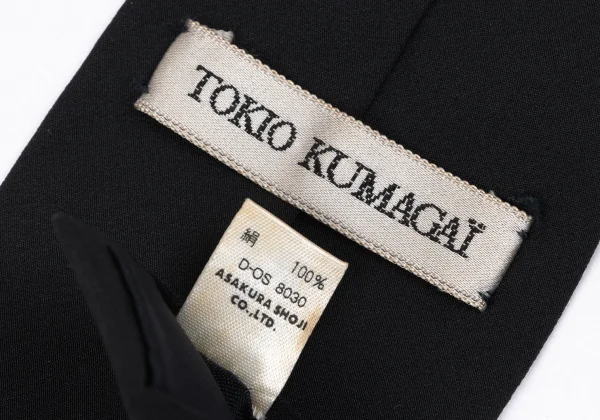 TOKIO KUMAGAÏ
絹 100%
D-OS 8030
ASAKURA SHOJI
CO.,LTD.